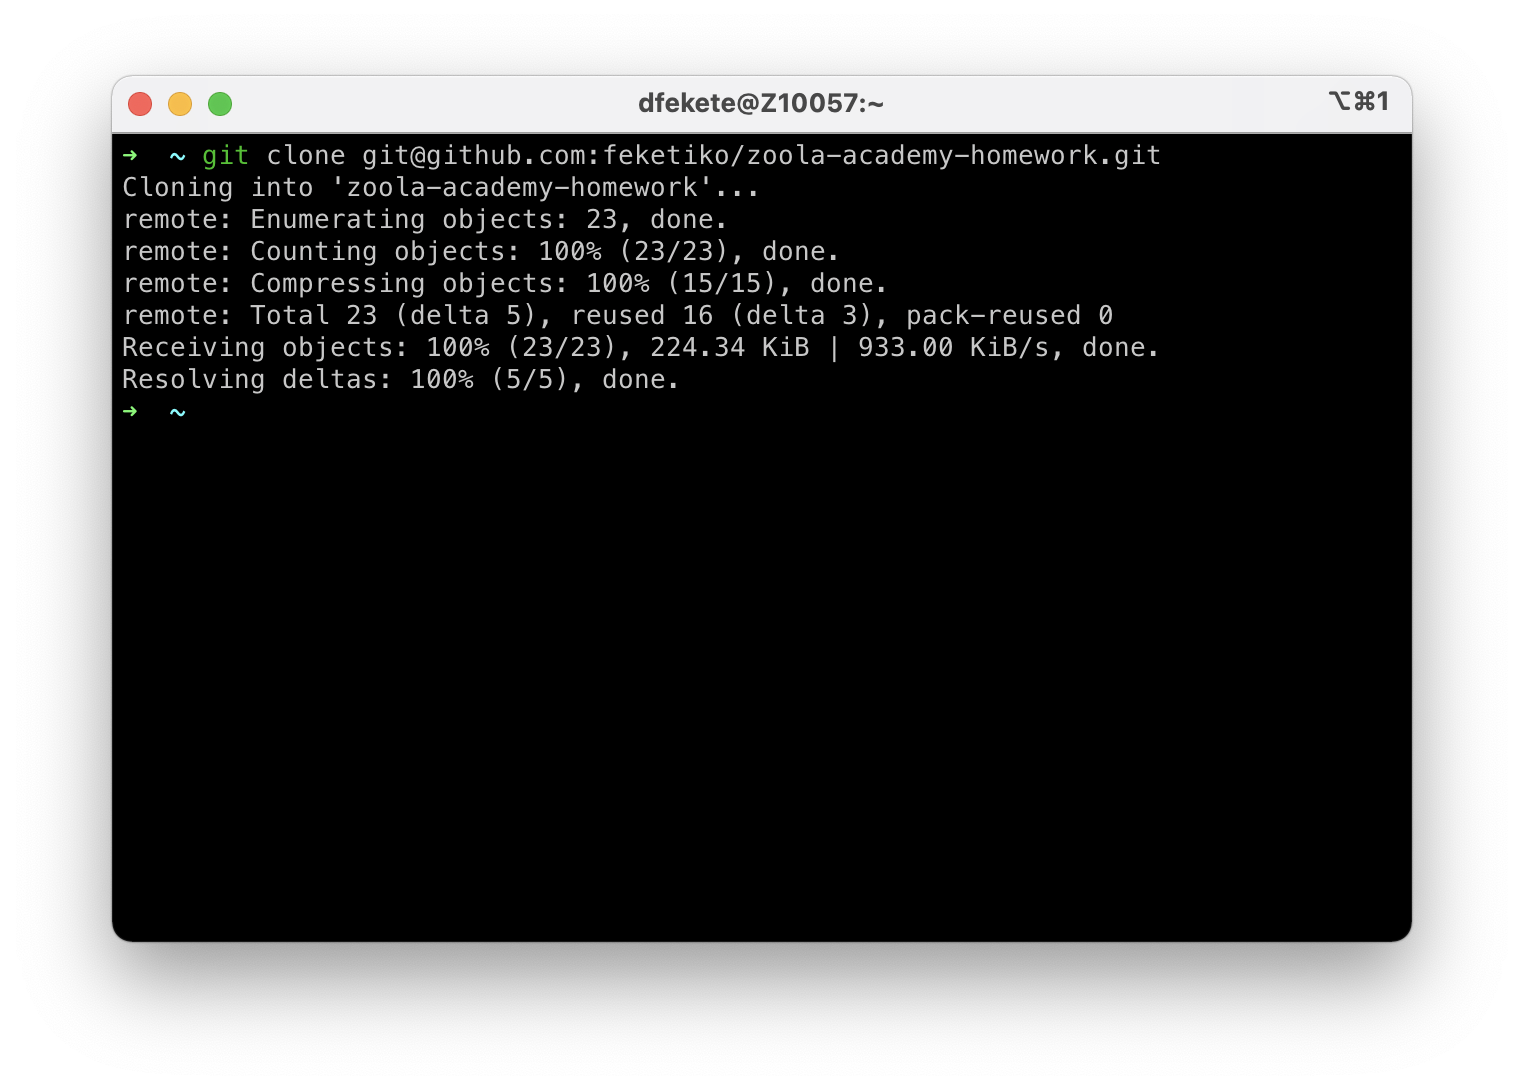 dfekete@Z10057:~ ⌥⌘1
➜  ~ git clone git@github.com:feketiko/zoola-academy-homework.git
Cloning into 'zoola-academy-homework'...
remote: Enumerating objects: 23, done.
remote: Counting objects: 100% (23/23), done.
remote: Compressing objects: 100% (15/15), done.
remote: Total 23 (delta 5), reused 16 (delta 3), pack-reused 0
Receiving objects: 100% (23/23), 224.34 KiB | 933.00 KiB/s, done.
Resolving deltas: 100% (5/5), done.
➜  ~